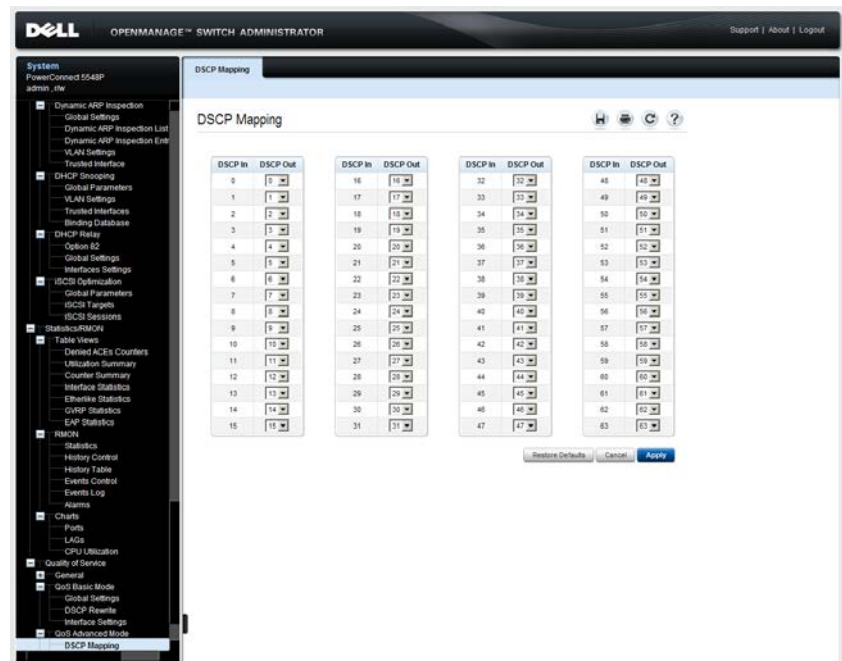 DELL OPENMANAGE™ SWITCH ADMINISTRATOR Support | About | Logout
System
PowerConnect 5548P
admin , r/w
Dynamic ARP Inspection
Global Settings
Dynamic ARP Inspection List
Dynamic ARP Inspection Entr
VLAN Settings
Trusted Interface
DHCP Snooping
Global Parameters
VLAN Settings
Trusted Interfaces
Binding Database
DHCP Relay
Option 82
Global Settings
Interfaces Settings
iSCSI Optimization
Global Parameters
iSCSI Targets
iSCSI Sessions
Statistics/RMON
Table Views
Denied ACEs Counters
Utilization Summary
Counter Summary
Interface Statistics
Etherlike Statistics
GVRP Statistics
EAP Statistics
RMON
Statistics
History Control
History Table
Events Control
Events Log
Alarms
Charts
Ports
LAGs
CPU Utilization
Quality of Service
General
QoS Basic Mode
Global Settings
DSCP Rewrite
Interface Settings
QoS Advanced Mode
DSCP Mapping
DSCP Mapping
DSCP Mapping ?
DSCP In DSCP Out DSCP In DSCP Out DSCP In DSCP Out DSCP In DSCP Out
0 0 16 16 32 32 48 48
1 1 17 17 33 33 49 49
2 2 18 18 34 34 50 50
3 3 19 19 35 35 51 51
4 4 20 20 36 36 52 52
5 5 21 21 37 37 53 53
6 6 22 22 38 38 54 54
7 7 23 23 39 39 55 55
8 8 24 24 40 40 56 56
9 9 25 25 41 41 57 57
10 10 26 26 42 42 58 58
11 11 27 27 43 43 59 59
12 12 28 28 44 44 60 60
13 13 29 29 45 45 61 61
14 14 30 30 46 46 62 62
15 15 31 31 47 47 63 63
Restore Defaults Cancel Apply